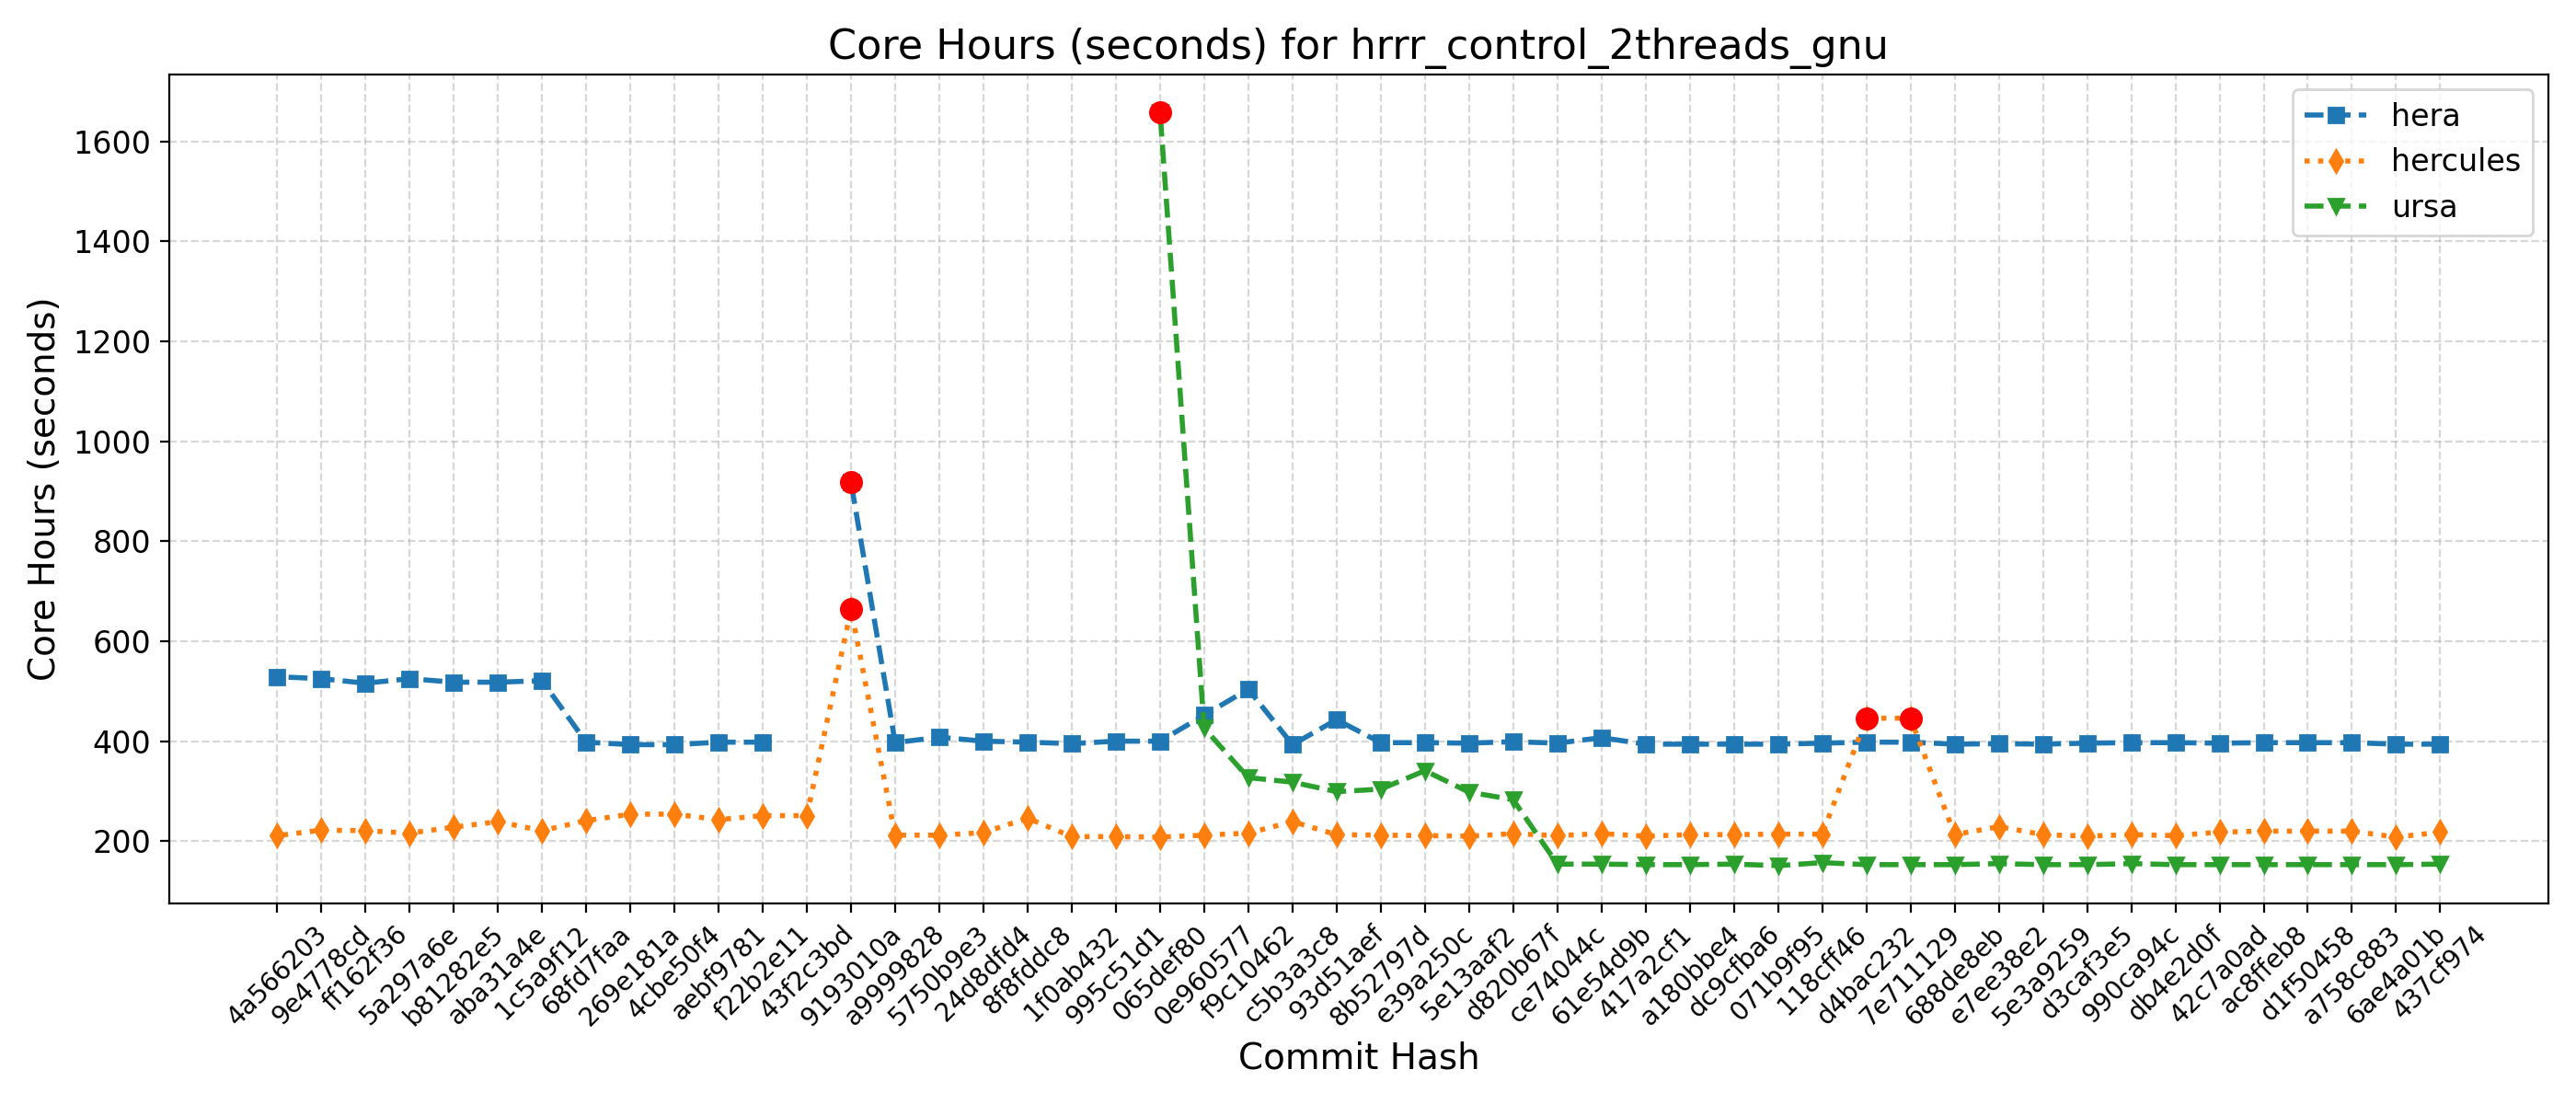 Core Hours (seconds) for hrrr_control_2threads_gnu
Core Hours (seconds)
1600
1400
1200
1000
800
600
400
200
hera
hercules
ursa
4a566203
9e4778cd
ff162f36
5a297a6e
b81282e5
aba31a4e
1c5a9f12
68fd7faa
269e181a
4cbe50f4
aebf9781
f22b2e11
43f2c3bd
9193010a
a9999828
5750b9e3
24d8dfd4
8f8fddc8
1f0ab432
995c51d1
065def80
0e960577
f9c10462
c5b3a3c8
93d51aef
8b52797d
e39a250c
5e13aaf2
d820b67f
ce74044c
61e54d9b
417a2cf1
a180bbe4
dc9cfba6
071b9f95
118cff46
d4bac232
7e711129
688de8eb
e7ee38e2
5e3a9259
d3caf3e5
990ca94c
db4e2d0f
42c7a0ad
ac8ffeb8
d1f50458
a758c883
6ae4a01b
437cf974
Commit Hash